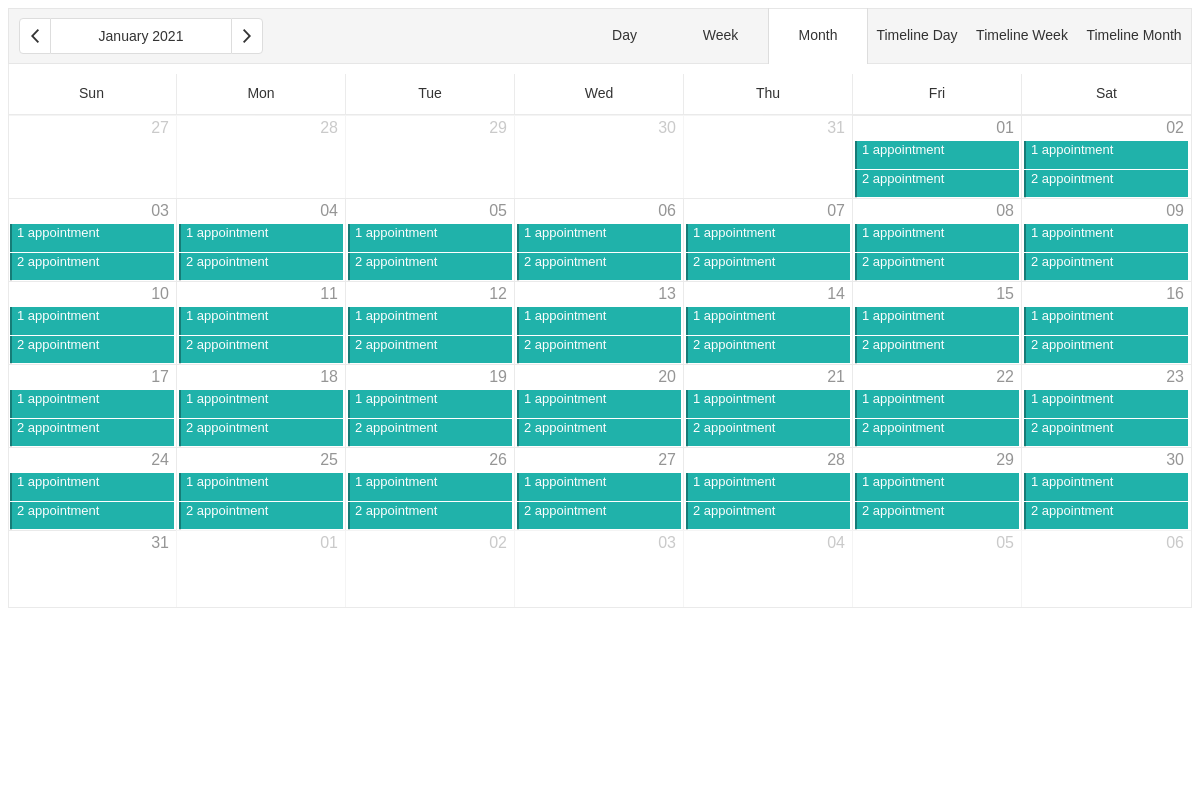 January 2021 Day Week Month Timeline Day Timeline Week Timeline Month
Sun Mon Tue Wed Thu Fri Sat
27 28 29 30 31 01 02
1 appointment 1 appointment
2 appointment 2 appointment
03 04 05 06 07 08 09
1 appointment 1 appointment 1 appointment 1 appointment 1 appointment 1 appointment 1 appointment
2 appointment 2 appointment 2 appointment 2 appointment 2 appointment 2 appointment 2 appointment
10 11 12 13 14 15 16
1 appointment 1 appointment 1 appointment 1 appointment 1 appointment 1 appointment 1 appointment
2 appointment 2 appointment 2 appointment 2 appointment 2 appointment 2 appointment 2 appointment
17 18 19 20 21 22 23
1 appointment 1 appointment 1 appointment 1 appointment 1 appointment 1 appointment 1 appointment
2 appointment 2 appointment 2 appointment 2 appointment 2 appointment 2 appointment 2 appointment
24 25 26 27 28 29 30
1 appointment 1 appointment 1 appointment 1 appointment 1 appointment 1 appointment 1 appointment
2 appointment 2 appointment 2 appointment 2 appointment 2 appointment 2 appointment 2 appointment
31 01 02 03 04 05 06